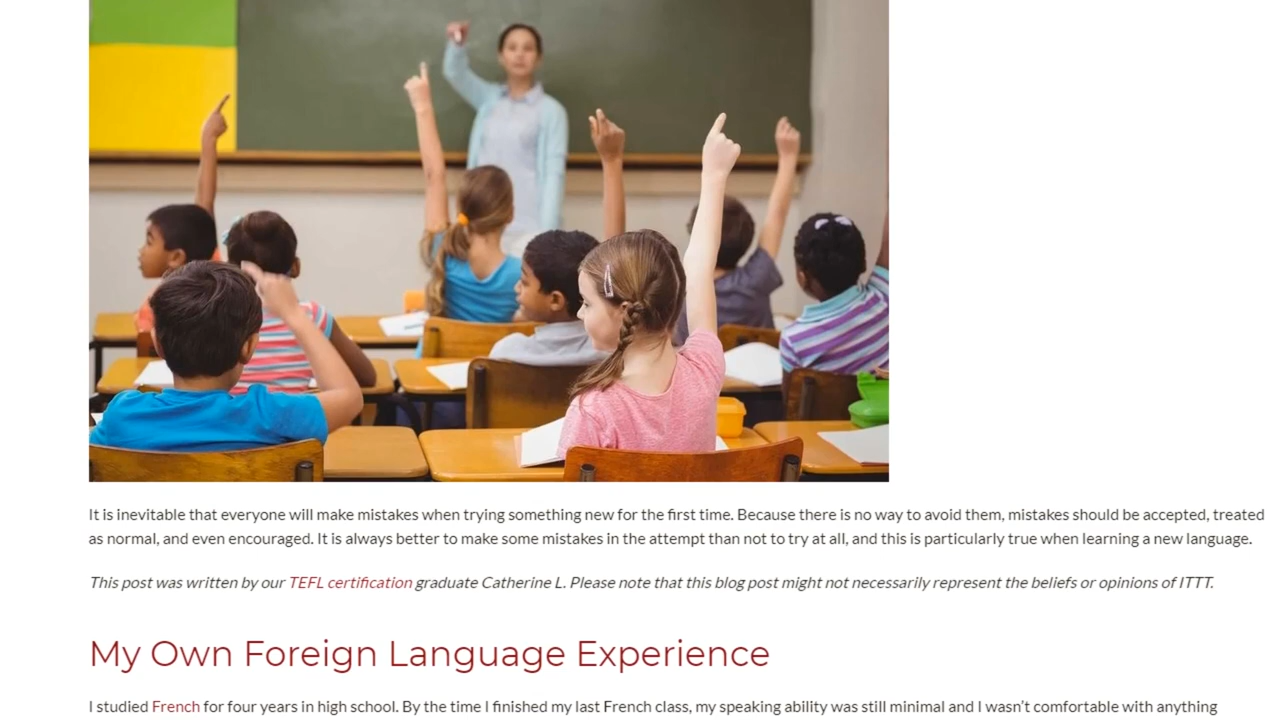 It is inevitable that everyone will make mistakes when trying something new for the first time. Because there is no way to avoid them, mistakes should be accepted, treated
as normal, and even encouraged. It is always better to make some mistakes in the attempt than not to try at all, and this is particularly true when learning a new language.
This post was written by our TEFL certification graduate Catherine L. Please note that this blog post might not necessarily represent the beliefs or opinions of ITTT.
My Own Foreign Language Experience
I studied French for four years in high school. By the time I finished my last French class, my speaking ability was still minimal and I wasn't comfortable with anything